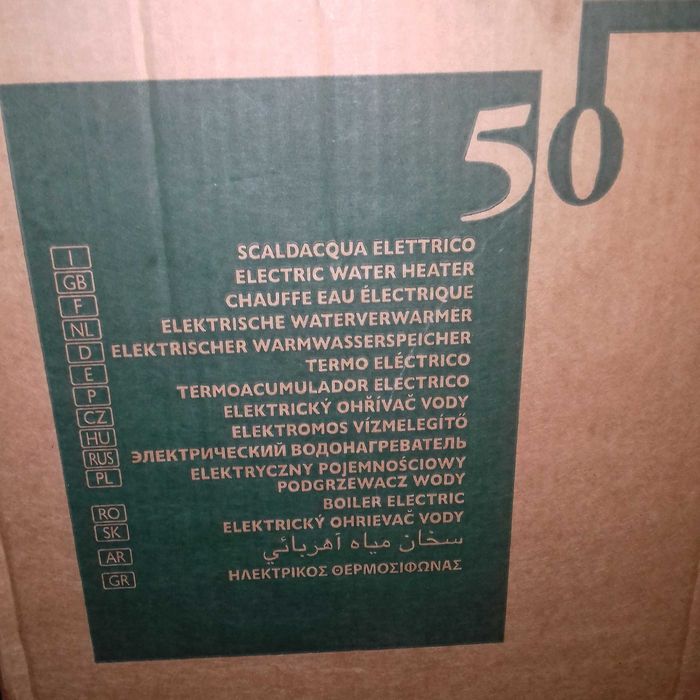 50
I SCALDACQUA ELETTRICO
GB ELECTRIC WATER HEATER
F CHAUFFE EAU ÉLECTRIQUE
NL ELEKTRISCHE WATERVERWARMER
D ELEKTRISCHER WARMWASSERSPEICHER
E TERMO ELÉCTRICO
P TERMOACUMULADOR ELÉCTRICO
CZ ELEKTRICKÝ OHŘÍVAČ VODY
HU ELEKTROMOS VÍZMELEGÍTŐ
RUS ЭЛЕКТРИЧЕСКИЙ ВОДОНАГРЕВАТЕЛЬ
PL ELEKTRYCZNY POJEMNOŚCIOWY
PODGRZEWACZ WODY
RO BOILER ELECTRIC
SK ELEKTRICKÝ OHRIEVAČ VODY
AR سخان مياه آهربائي
GR ΗΛΕΚΤΡΙΚΟΣ ΘΕΡΜΟΣΙΦΩΝΑΣ